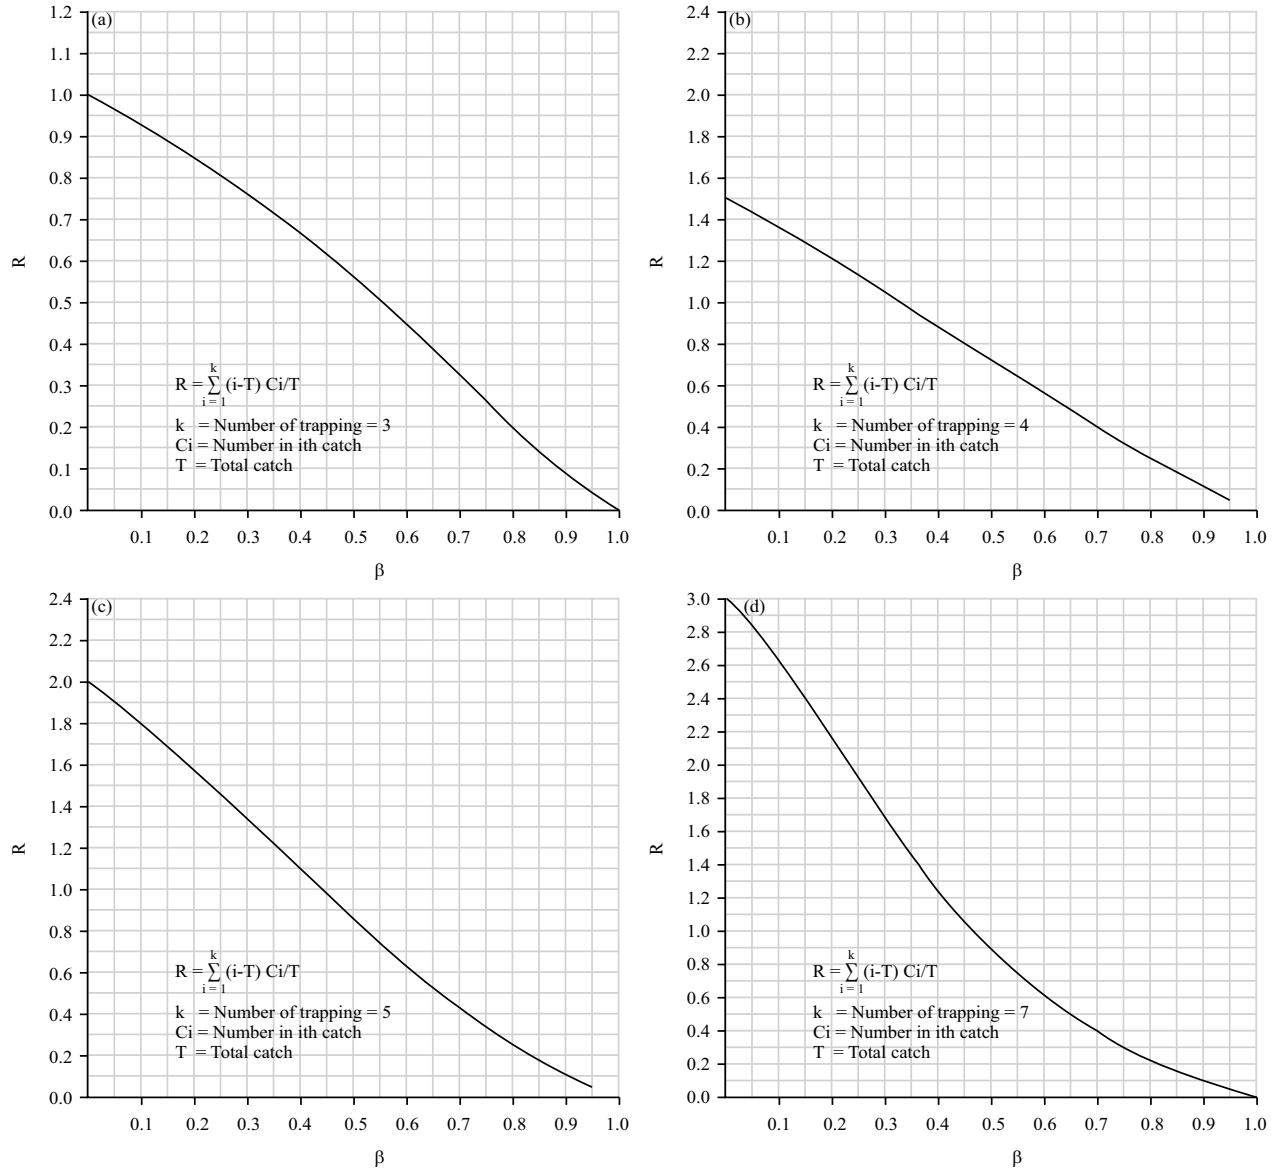 (a)
1.2
1.1
1.0
0.9
0.8
0.7
0.6
0.5
0.4
0.3
0.2
0.1
0.0
R
k
R = ∑ (i-T) Ci/T
i = 1
k = Number of trapping = 3
Ci = Number in ith catch
T = Total catch
0.1 0.2 0.3 0.4 0.5 0.6 0.7 0.8 0.9 1.0
β
(b)
2.4
2.0
1.8
1.6
1.4
1.2
1.0
0.8
0.6
0.4
0.2
0.0
R
k
R = ∑ (i-T) Ci/T
i = 1
k = Number of trapping = 4
Ci = Number in ith catch
T = Total catch
0.1 0.2 0.3 0.4 0.5 0.6 0.7 0.8 0.9 1.0
β
(c)
2.4
2.2
2.0
1.8
1.6
1.4
1.2
1.0
0.8
0.6
0.4
0.2
0.0
R
k
R = ∑ (i-T) Ci/T
i = 1
k = Number of trapping = 5
Ci = Number in ith catch
T = Total catch
0.1 0.2 0.3 0.4 0.5 0.6 0.7 0.8 0.9 1.0
β
(d)
3.0
2.8
2.6
2.4
2.2
2.0
1.8
1.6
1.4
1.2
1.0
0.8
0.6
0.4
0.2
0.0
R
k
R = ∑ (i-T) Ci/T
i = 1
k = Number of trapping = 7
Ci = Number in ith catch
T = Total catch
0.1 0.2 0.3 0.4 0.5 0.6 0.7 0.8 0.9 1.0
β